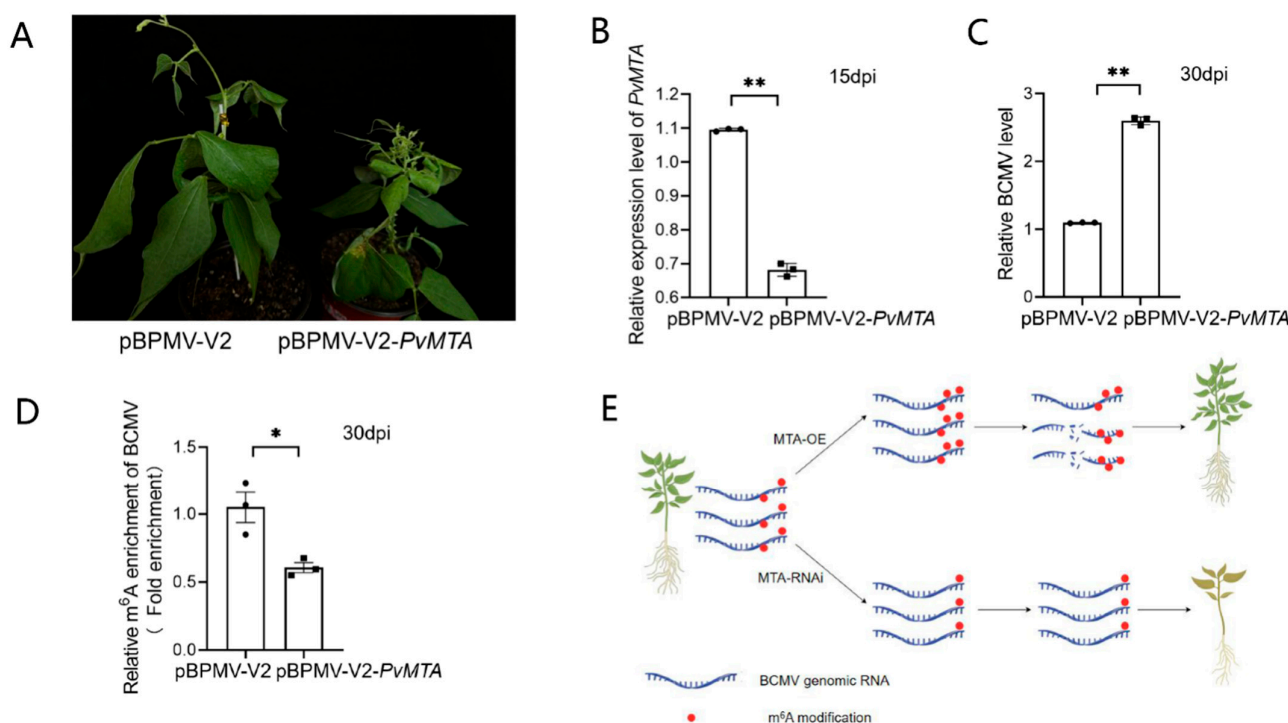 A
pBPMV-V2
pBPMV-V2-PvMTA
B
15dpi
**
Relative expression level of PvMTA
1.2
1.1
1.0
0.9
0.8
0.7
0.6
pBPMV-V2
pBPMV-V2-PvMTA
C
30dpi
**
Relative BCMV level
3
2
1
0
pBPMV-V2
pBPMV-V2-PvMTA
D
30dpi
*
Relative m⁶A enrichment of BCMV
( Fold enrichment)
1.5
1.0
0.5
0.0
pBPMV-V2
pBPMV-V2-PvMTA
E
MTA-OE
MTA-RNAi
BCMV genomic RNA
m⁶A modification